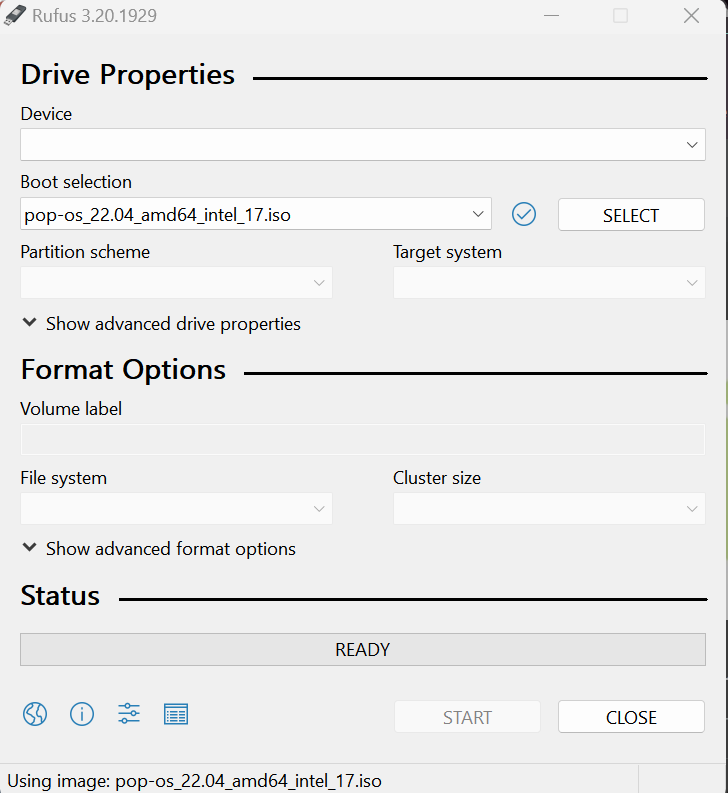 Rufus 3.20.1929
Drive Properties
Device
Boot selection
pop-os_22.04_amd64_intel_17.iso
SELECT
Partition scheme
Target system
Show advanced drive properties
Format Options
Volume label
File system
Cluster size
Show advanced format options
Status
READY
START
CLOSE
Using image: pop-os_22.04_amd64_intel_17.iso